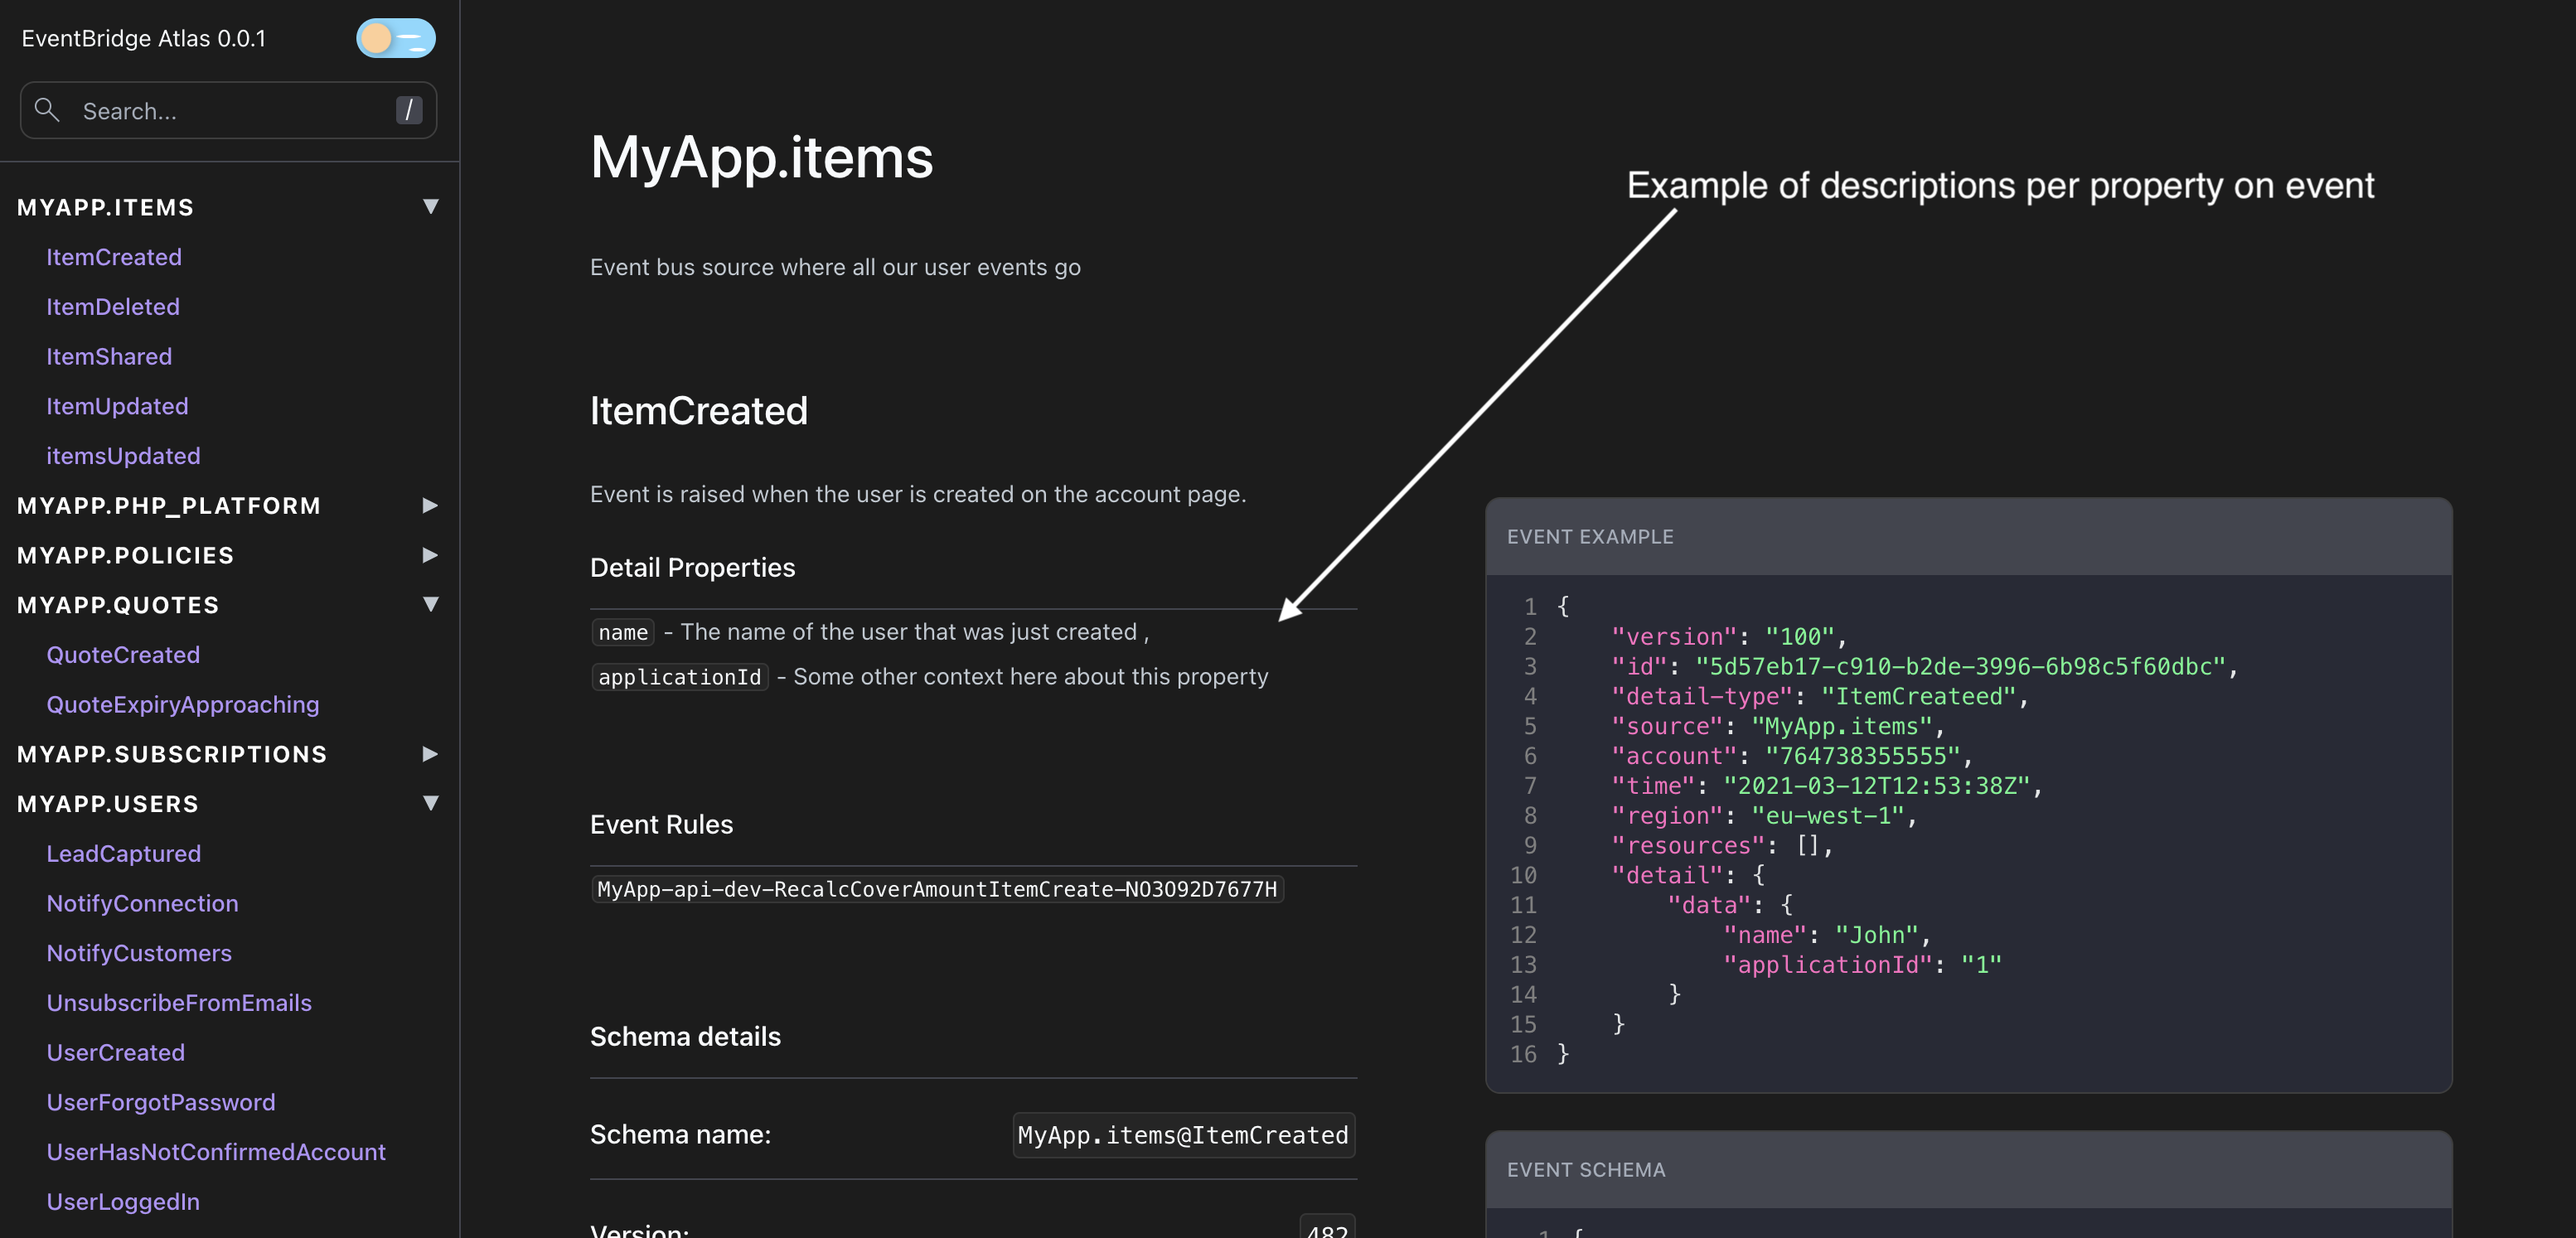 EventBridge Atlas 0.0.1
Search...
/
MYAPP.ITEMS
ItemCreated
ItemDeleted
ItemShared
ItemUpdated
itemsUpdated
MYAPP.PHP_PLATFORM
MYAPP.POLICIES
MYAPP.QUOTES
QuoteCreated
QuoteExpiryApproaching
MYAPP.SUBSCRIPTIONS
MYAPP.USERS
LeadCaptured
NotifyConnection
NotifyCustomers
UnsubscribeFromEmails
UserCreated
UserForgotPassword
UserHasNotConfirmedAccount
UserLoggedIn
MyApp.items
Event bus source where all our user events go
Example of descriptions per property on event
ItemCreated
Event is raised when the user is created on the account page.
Detail Properties
name - The name of the user that was just created ,
applicationId - Some other context here about this property
Event Rules
MyApp-api-dev-RecalcCoverAmountItemCreate-NO3O92D7677H
Schema details
Schema name: MyApp.items@ItemCreated
Version: 482
EVENT EXAMPLE
1 {
2 "version": "100",
3 "id": "5d57eb17-c910-b2de-3996-6b98c5f60dbc",
4 "detail-type": "ItemCreateed",
5 "source": "MyApp.items",
6 "account": "764738355555",
7 "time": "2021-03-12T12:53:38Z",
8 "region": "eu-west-1",
9 "resources": [],
10 "detail": {
11 "data": {
12 "name": "John",
13 "applicationId": "1"
14 }
15 }
16 }
EVENT SCHEMA
1 {